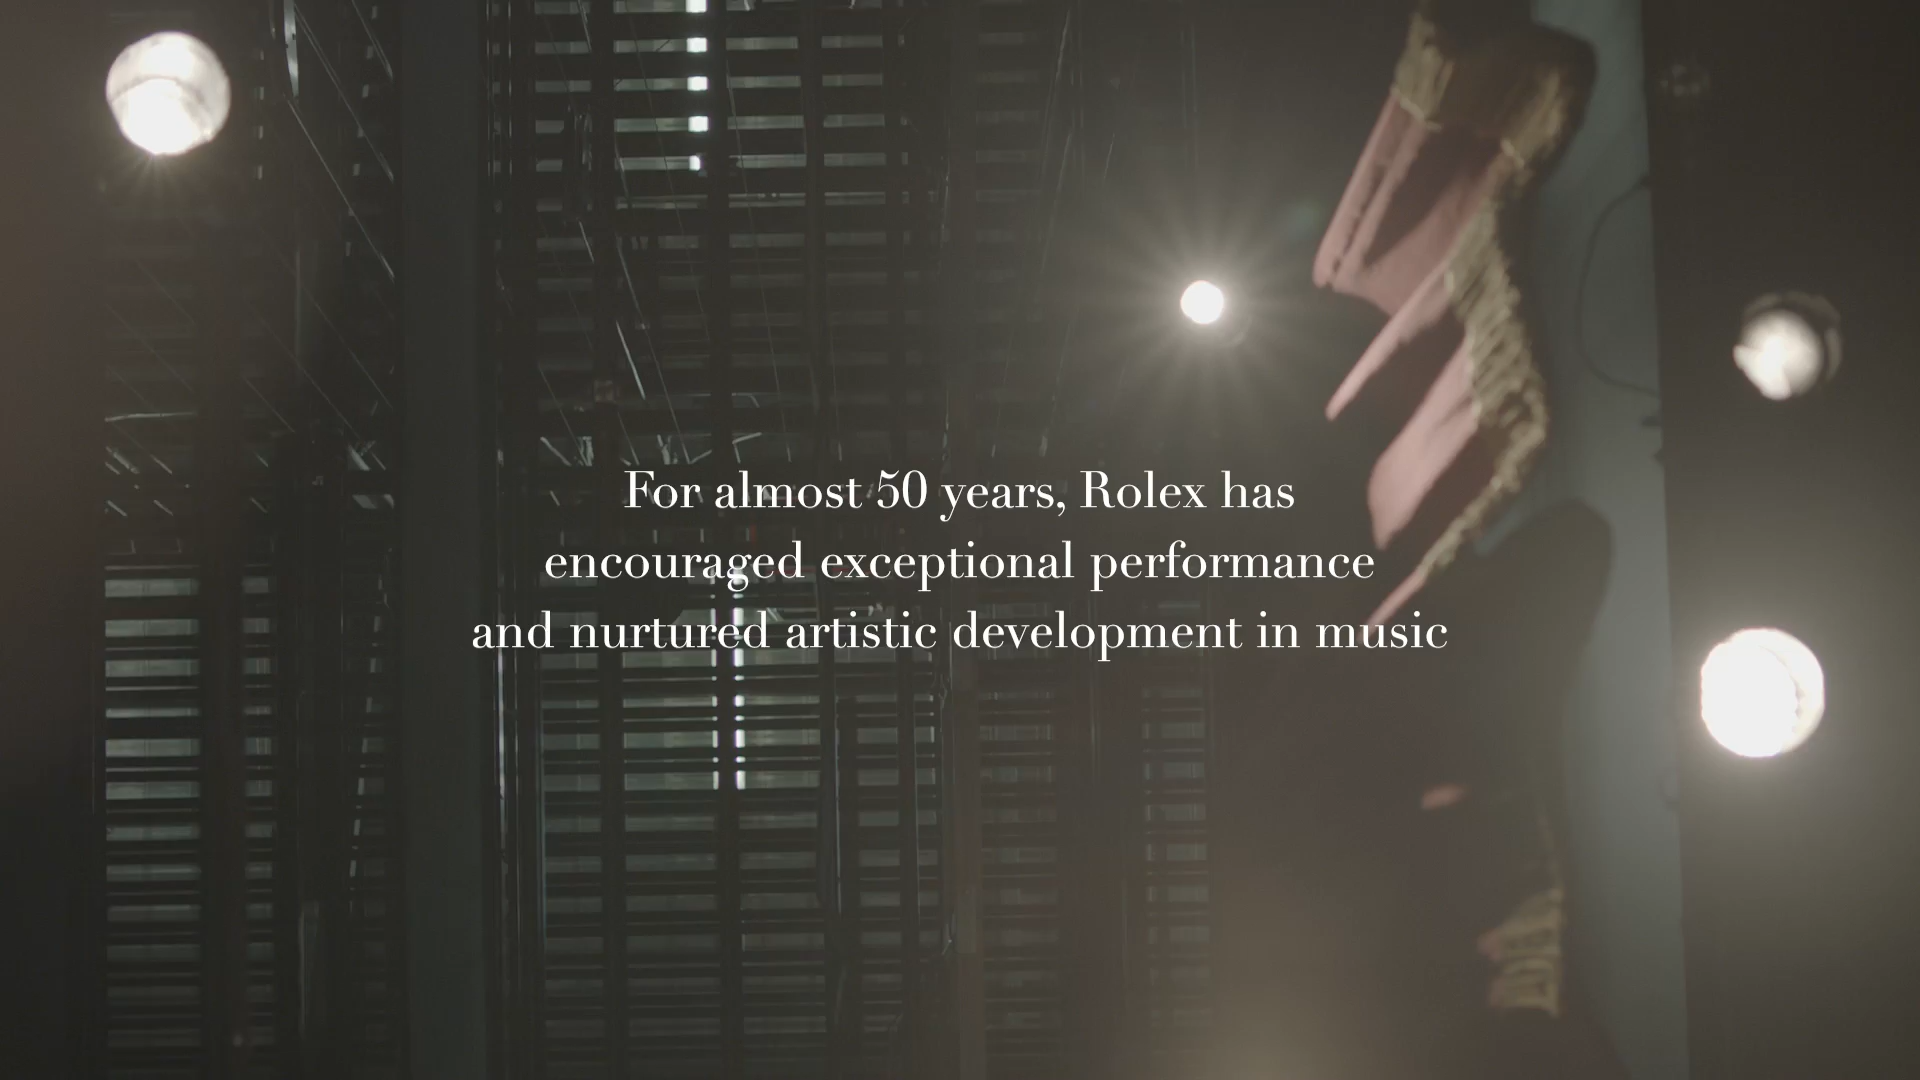 For almost 50 years, Rolex has
encouraged exceptional performance
and nurtured artistic development in music